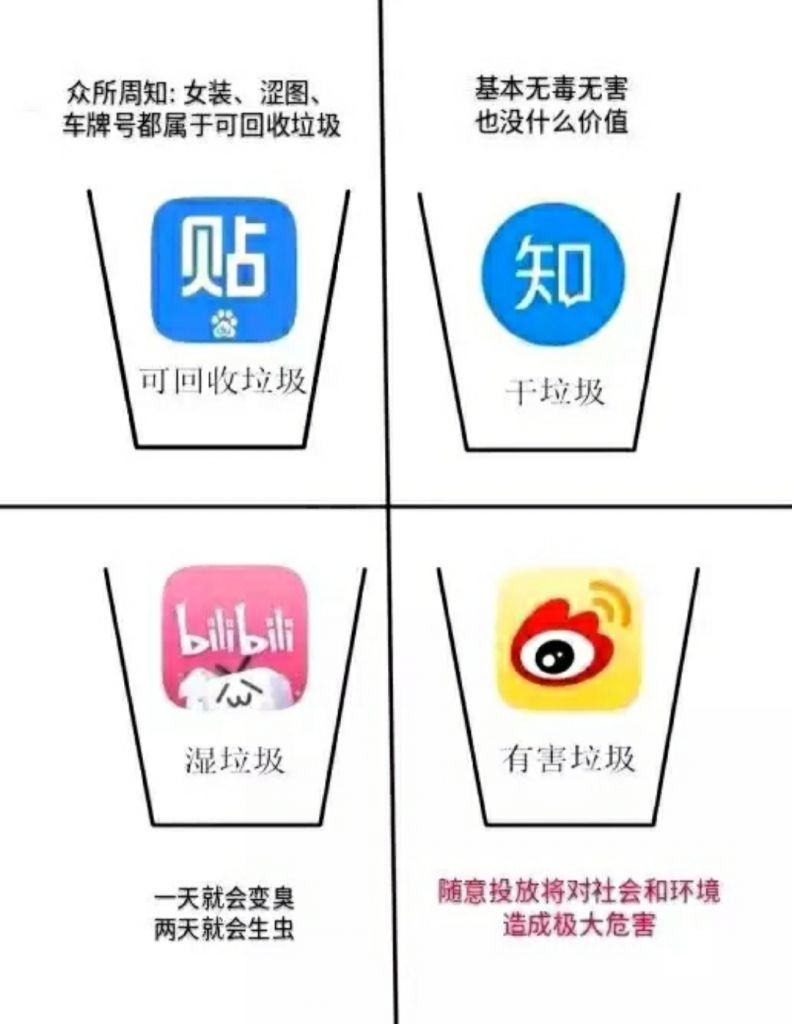 众所周知: 女装、涩图、
车牌号都属于可回收垃圾
贴
du
可回收垃圾
基本无毒无害
也没什么价值
知
干垃圾
bilibili
湿垃圾
一天就会变臭
两天就会生虫
有害垃圾
随意投放将对社会和环境
造成极大危害